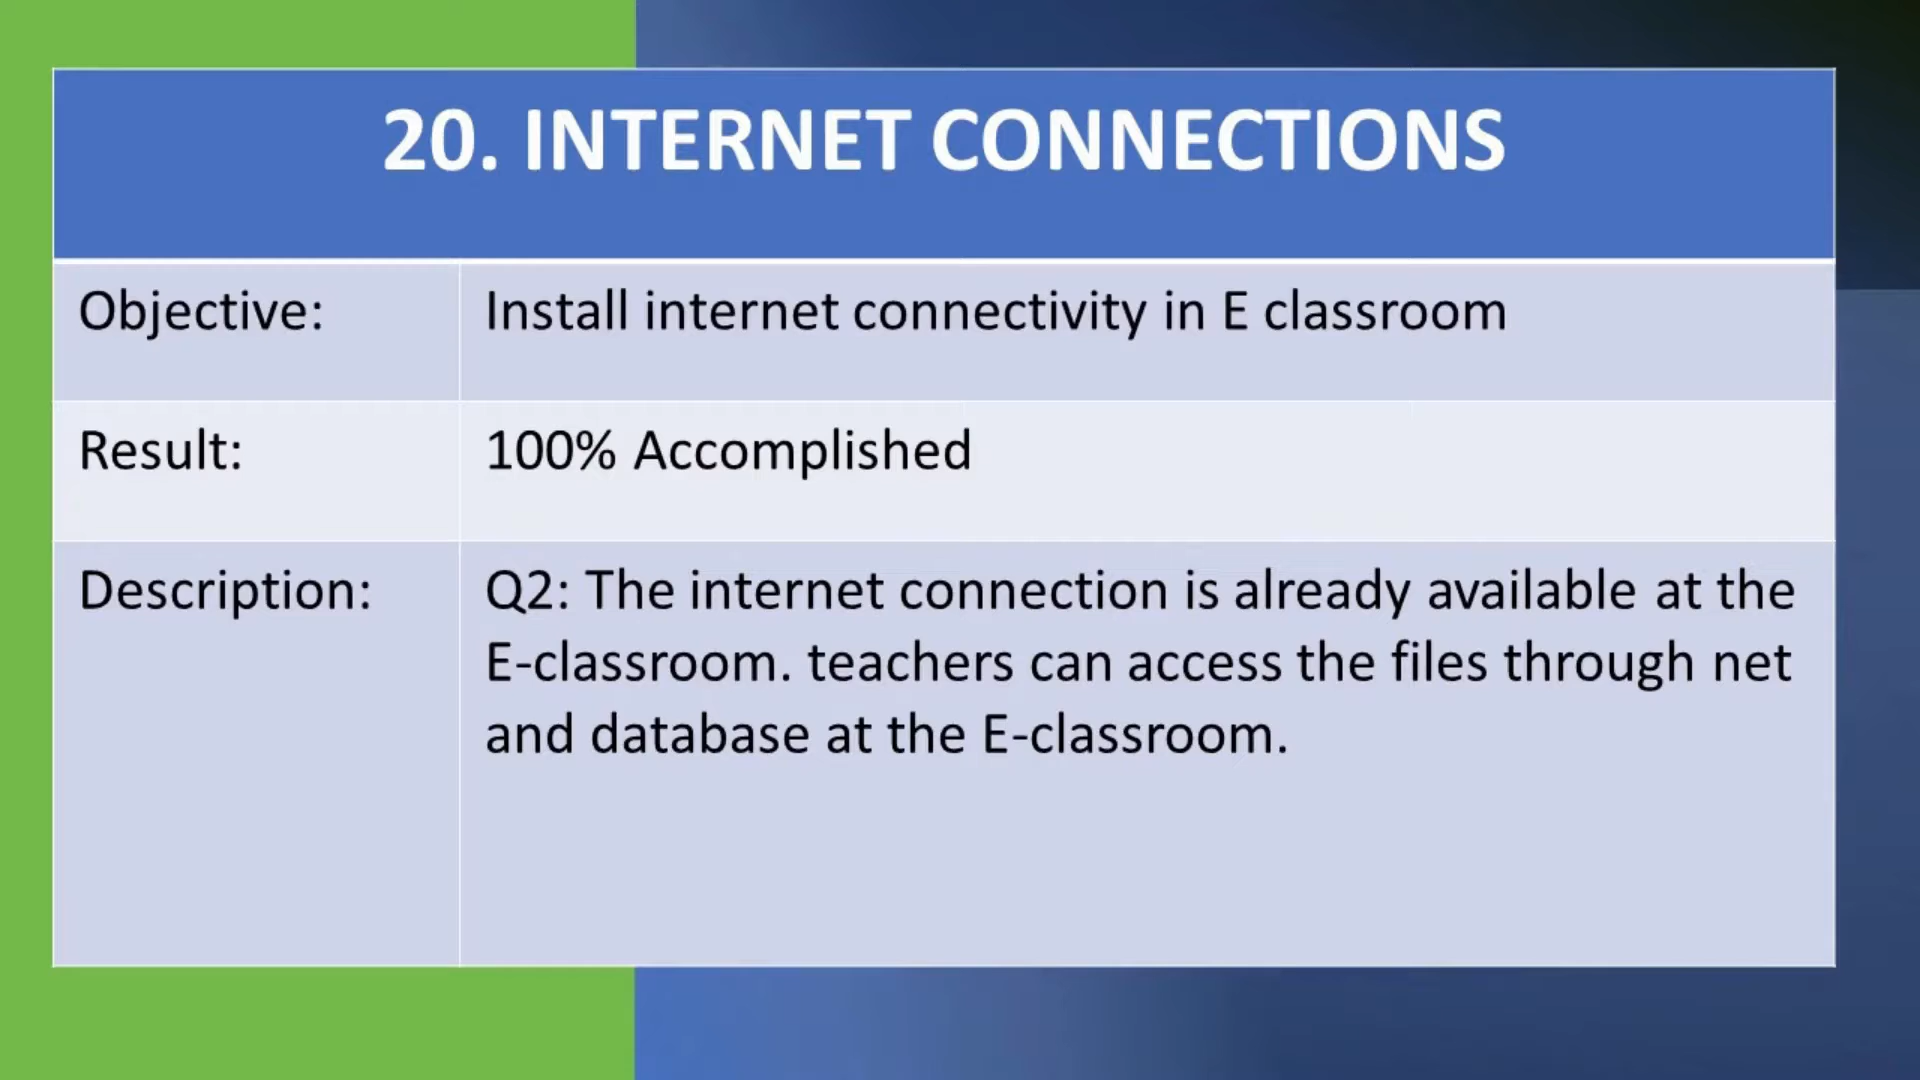 20. INTERNET CONNECTIONS
Objective: Install internet connectivity in E classroom
Result: 100% Accomplished
Description: Q2: The internet connection is already available at the
E-classroom. teachers can access the files through net
and database at the E-classroom.